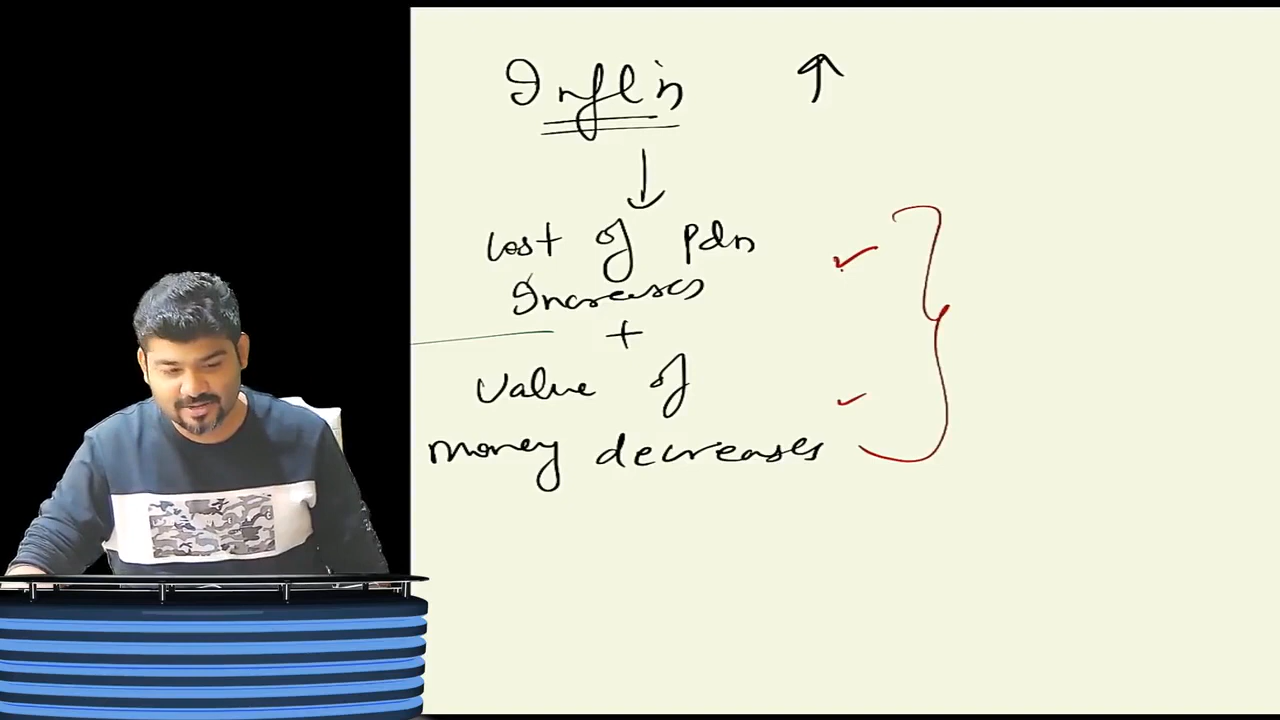 Infl'n ↑
↓
Cost of Pdn
Increases
+
Value of
money decreases